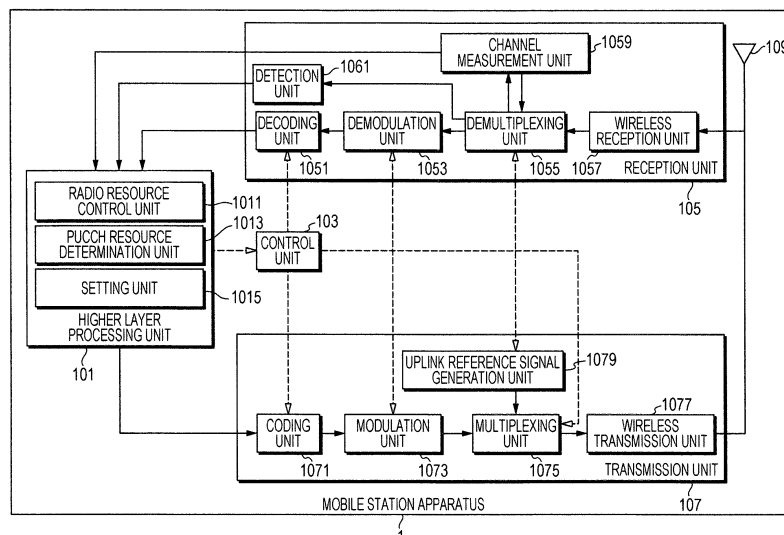 CHANNEL
MEASUREMENT UNIT
1059
109
DETECTION
UNIT
1061
DECODING
UNIT
1051
DEMODULATION
UNIT
1053
DEMULTIPLEXING
UNIT
1055
WIRELESS
RECEPTION UNIT
1057
RECEPTION UNIT
105
RADIO RESOURCE
CONTROL UNIT
1011
PUCCH RESOURCE
DETERMINATION UNIT
1013
SETTING UNIT
1015
HIGHER LAYER
PROCESSING UNIT
101
103
CONTROL
UNIT
UPLINK REFERENCE SIGNAL
GENERATION UNIT
1079
CODING
UNIT
1071
MODULATION
UNIT
1073
MULTIPLEXING
UNIT
1075
1077
WIRELESS
TRANSMISSION UNIT
TRANSMISSION UNIT
107
MOBILE STATION APPARATUS
1